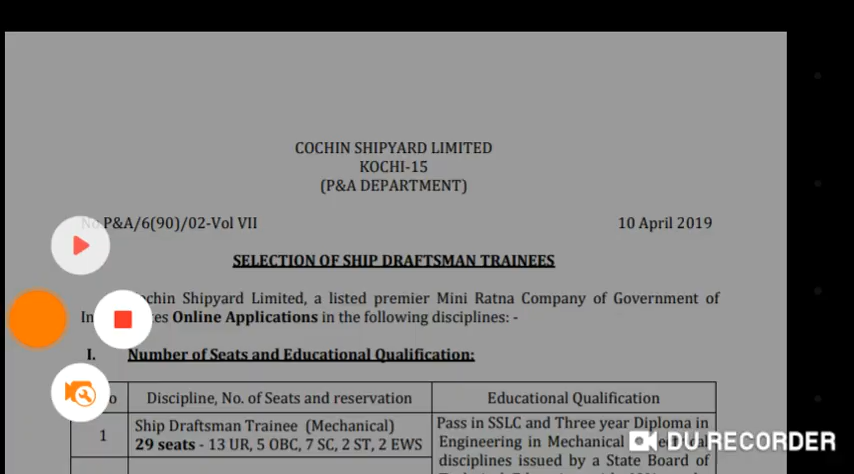 COCHIN SHIPYARD LIMITED
KOCHI-15
(P&A DEPARTMENT)
No P&A/6(90)/02-Vol VII 10 April 2019
SELECTION OF SHIP DRAFTSMAN TRAINEES
Cochin Shipyard Limited, a listed premier Mini Ratna Company of Government of
Online Applications in the following disciplines: -
I. Number of Seats and Educational Qualification:
Discipline, No. of Seats and reservation Educational Qualification
1 Ship Draftsman Trainee (Mechanical)
29 seats - 13 UR, 5 OBC, 7 SC, 2 ST, 2 EWS
Pass in SSLC and Three year Diploma in
Engineering in Mechanical
disciplines issued by a State Board of
DU RECORDER